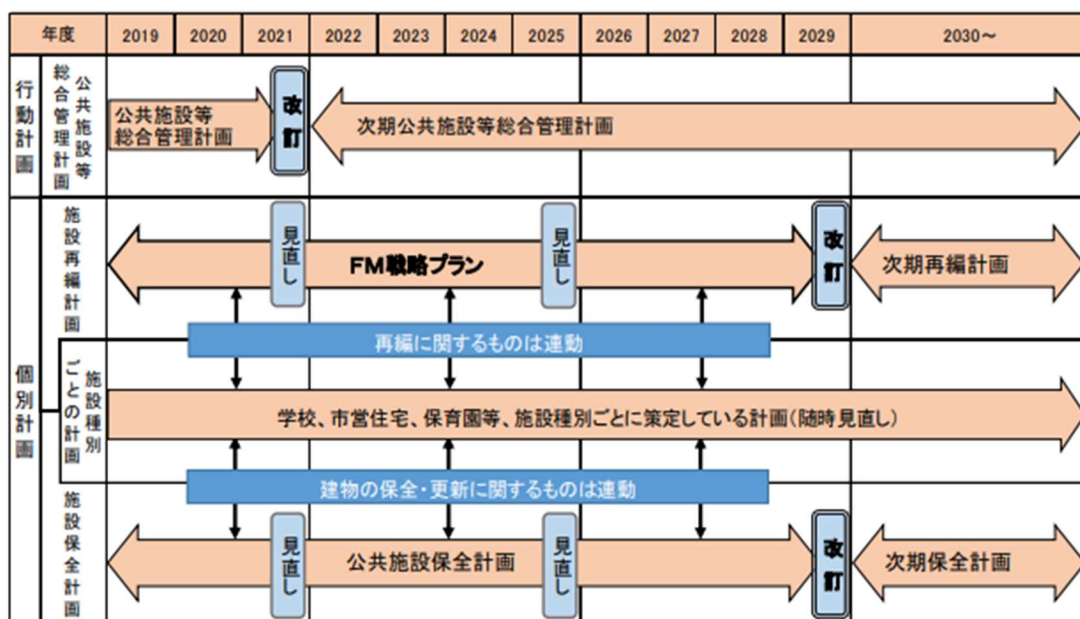 年度 2019 2020 2021 2022 2023 2024 2025 2026 2027 2028 2029 2030～
行動計画
公共施設等
総合管理計画
公共施設等
総合管理計画
改訂
次期公共施設等総合管理計画
個別計画
施設再編計画
見直し
FM戦略プラン
見直し
改訂
次期再編計画
再編に関するものは連動
施設種別
ごとの計画
学校、市営住宅、保育園等、施設種別ごとに策定している計画（随時見直し）
建物の保全・更新に関するものは連動
施設保全計画
見直し
公共施設保全計画
見直し
改訂
次期保全計画